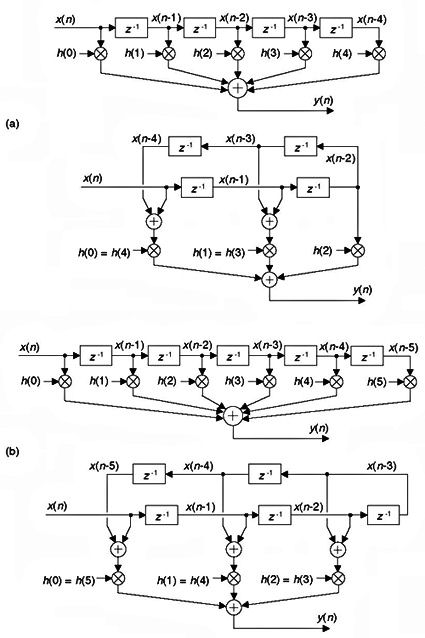 x(n) z⁻¹ x(n-1) z⁻¹ x(n-2) z⁻¹ x(n-3) z⁻¹ x(n-4)
h(0) h(1) h(2) h(3) h(4)
+
y(n)
(a)
x(n-4) z⁻¹ x(n-3) z⁻¹
x(n-2)
x(n) z⁻¹ x(n-1) z⁻¹
+ +
h(0) = h(4) h(1) = h(3) h(2)
+
y(n)
x(n) z⁻¹ x(n-1) z⁻¹ x(n-2) z⁻¹ x(n-3) z⁻¹ x(n-4) z⁻¹ x(n-5)
h(0) h(1) h(2) h(3) h(4) h(5)
+
y(n)
(b)
x(n-5) z⁻¹ x(n-4) z⁻¹ x(n-3)
x(n) z⁻¹ x(n-1) z⁻¹ x(n-2) z⁻¹
+ + +
h(0) = h(5) h(1) = h(4) h(2) = h(3)
+
y(n)